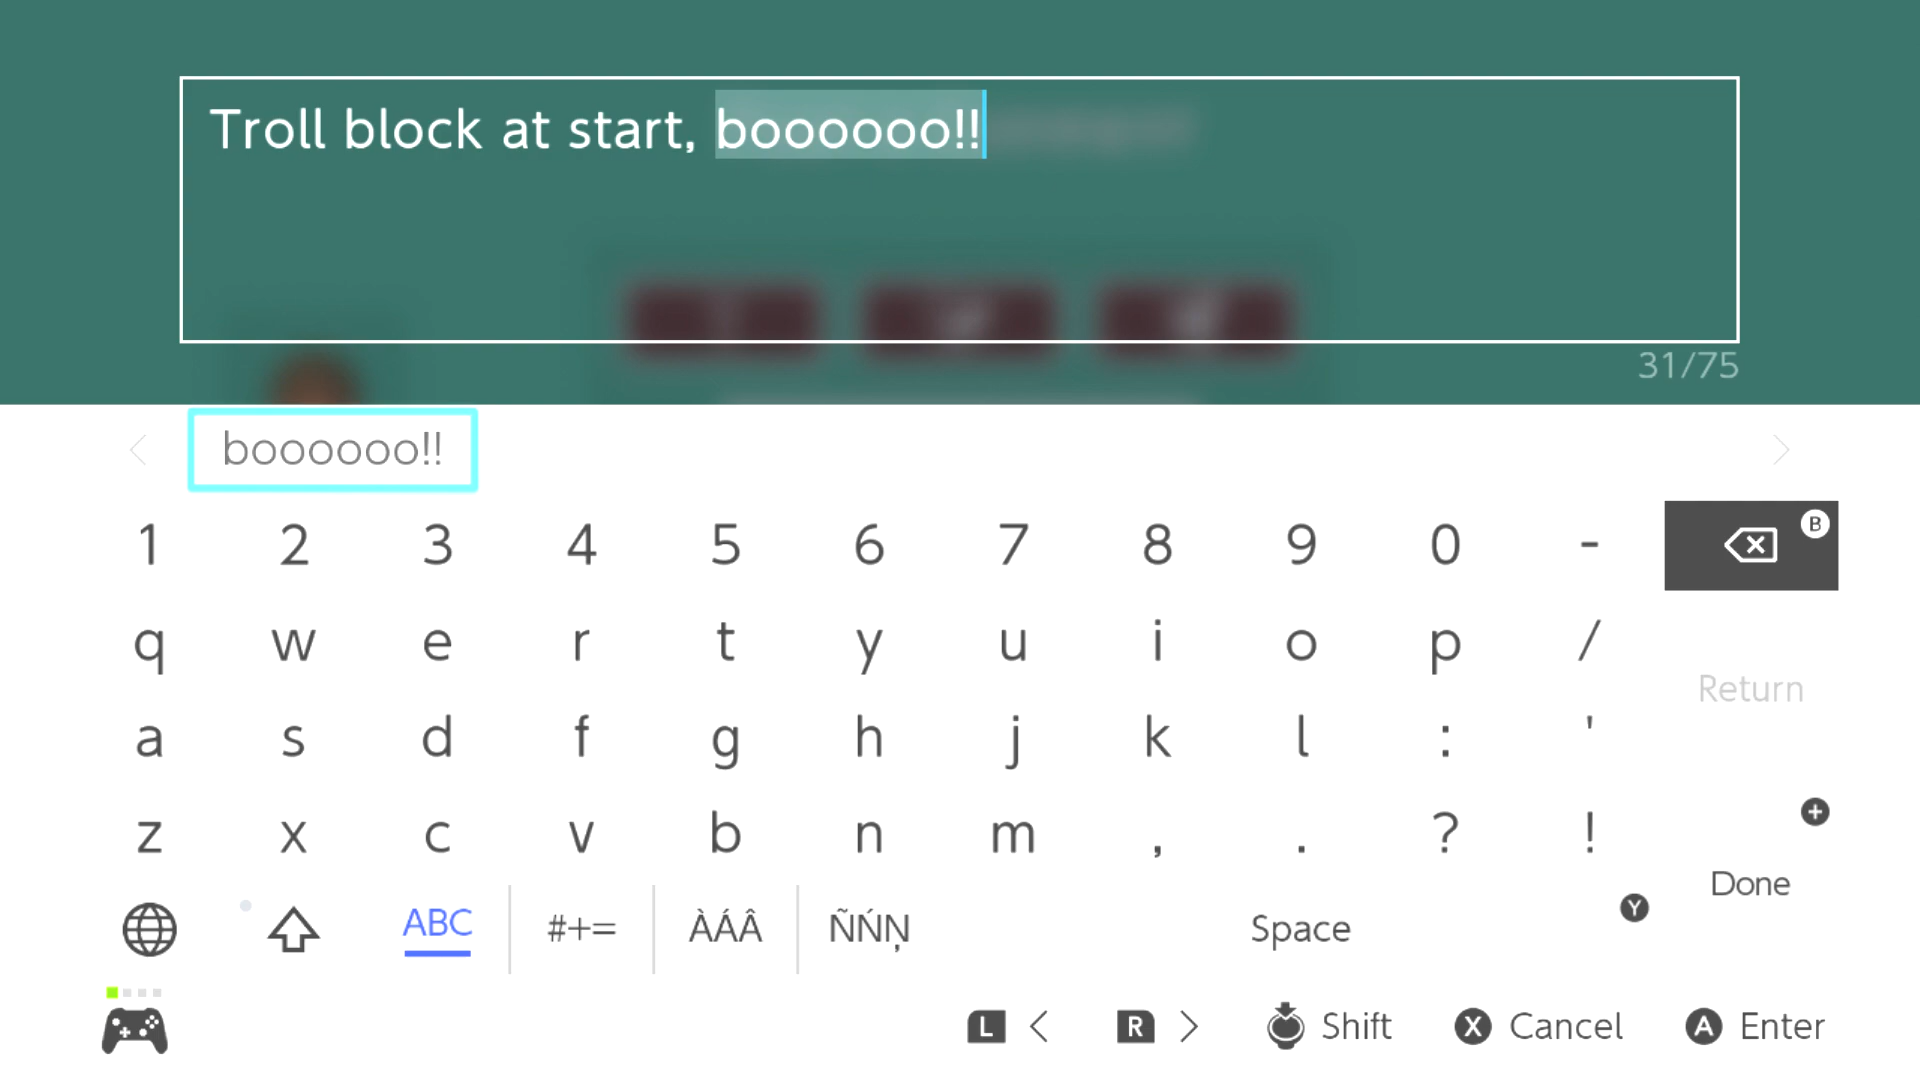 Troll block at start, boooooo!!
31/75
boooooo!!
1 2 3 4 5 6 7 8 9 0 - B
q w e r t y u i o p /
Return
a s d f g h j k l : '
z x c v b n m , . ? ! +
Done
ABC #+= ÀÁÂ ÑŃŅ Space Y
L < R > Shift X Cancel A Enter